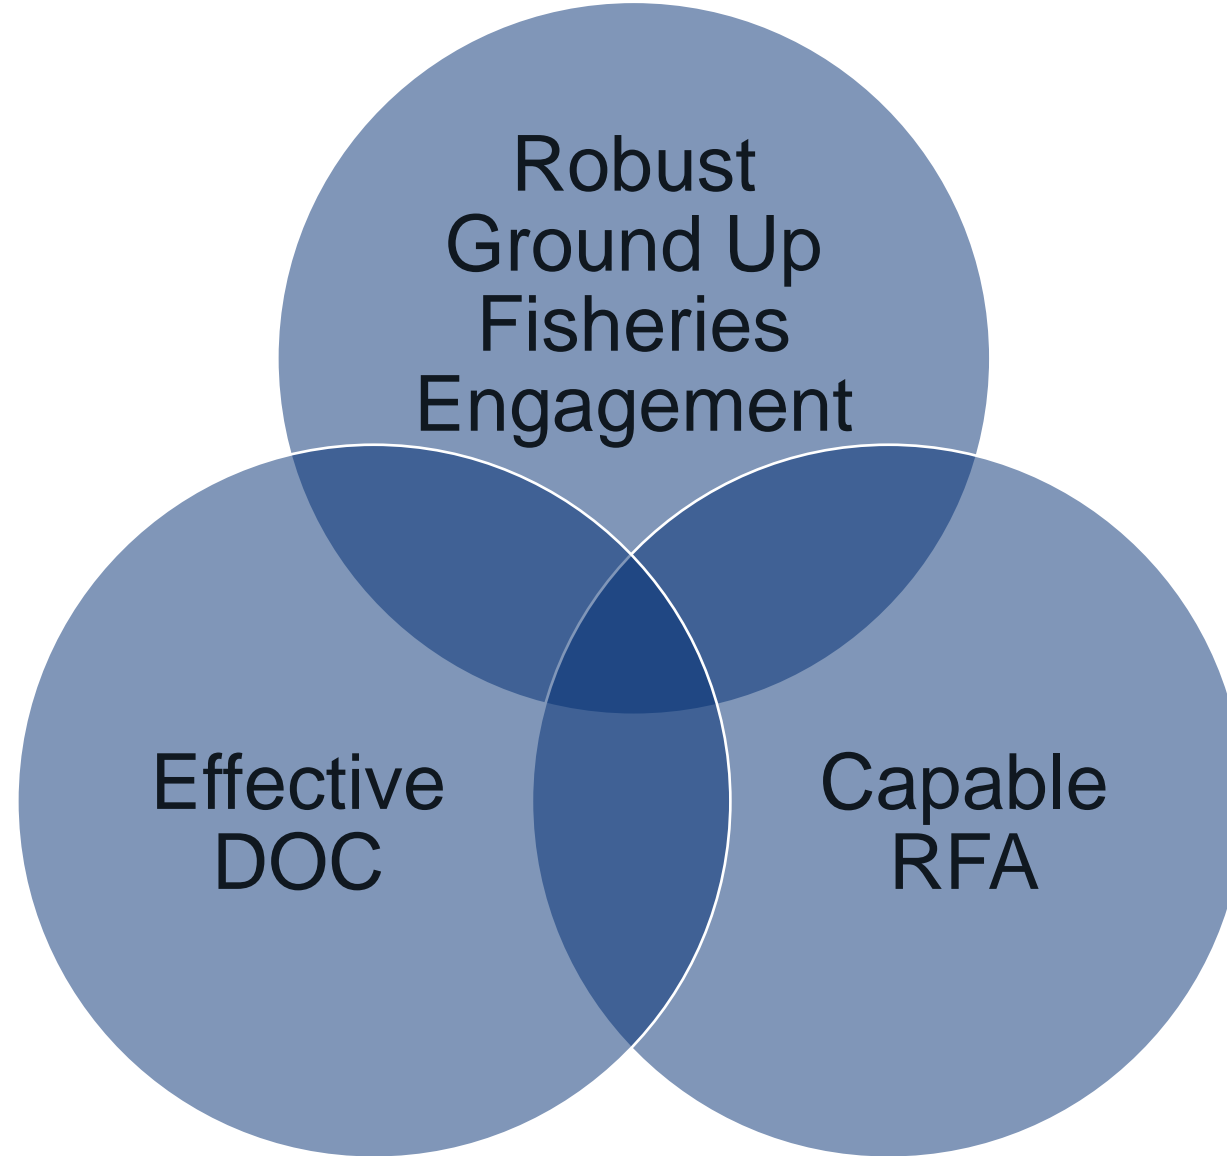 Robust
Ground Up
Fisheries
Engagement
Effective
DOC
Capable
RFA